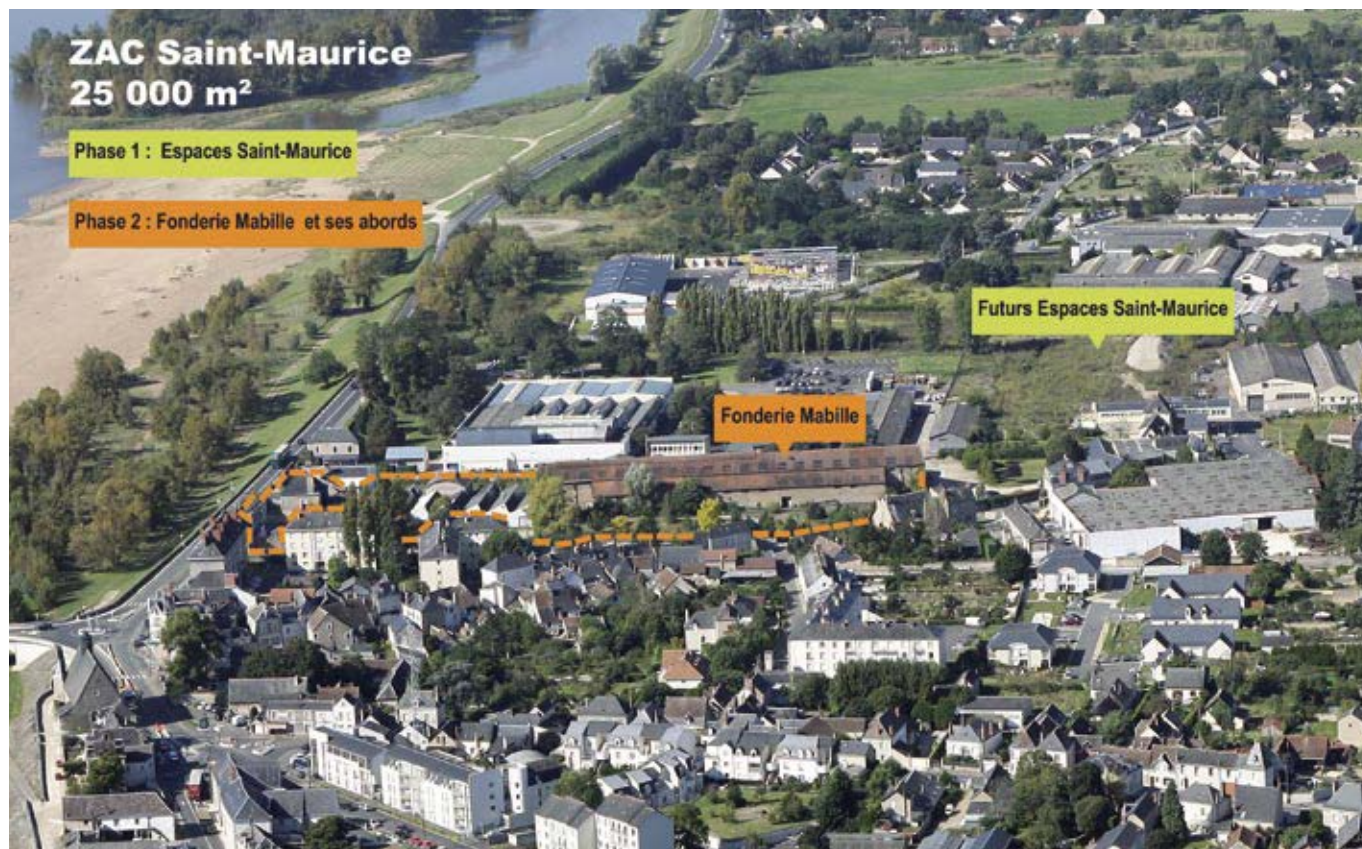 ZAC Saint-Maurice
25 000 m²
Phase 1 : Espaces Saint-Maurice
Phase 2 : Fonderie Mabille et ses abords
Futurs Espaces Saint-Maurice
Fonderie Mabille